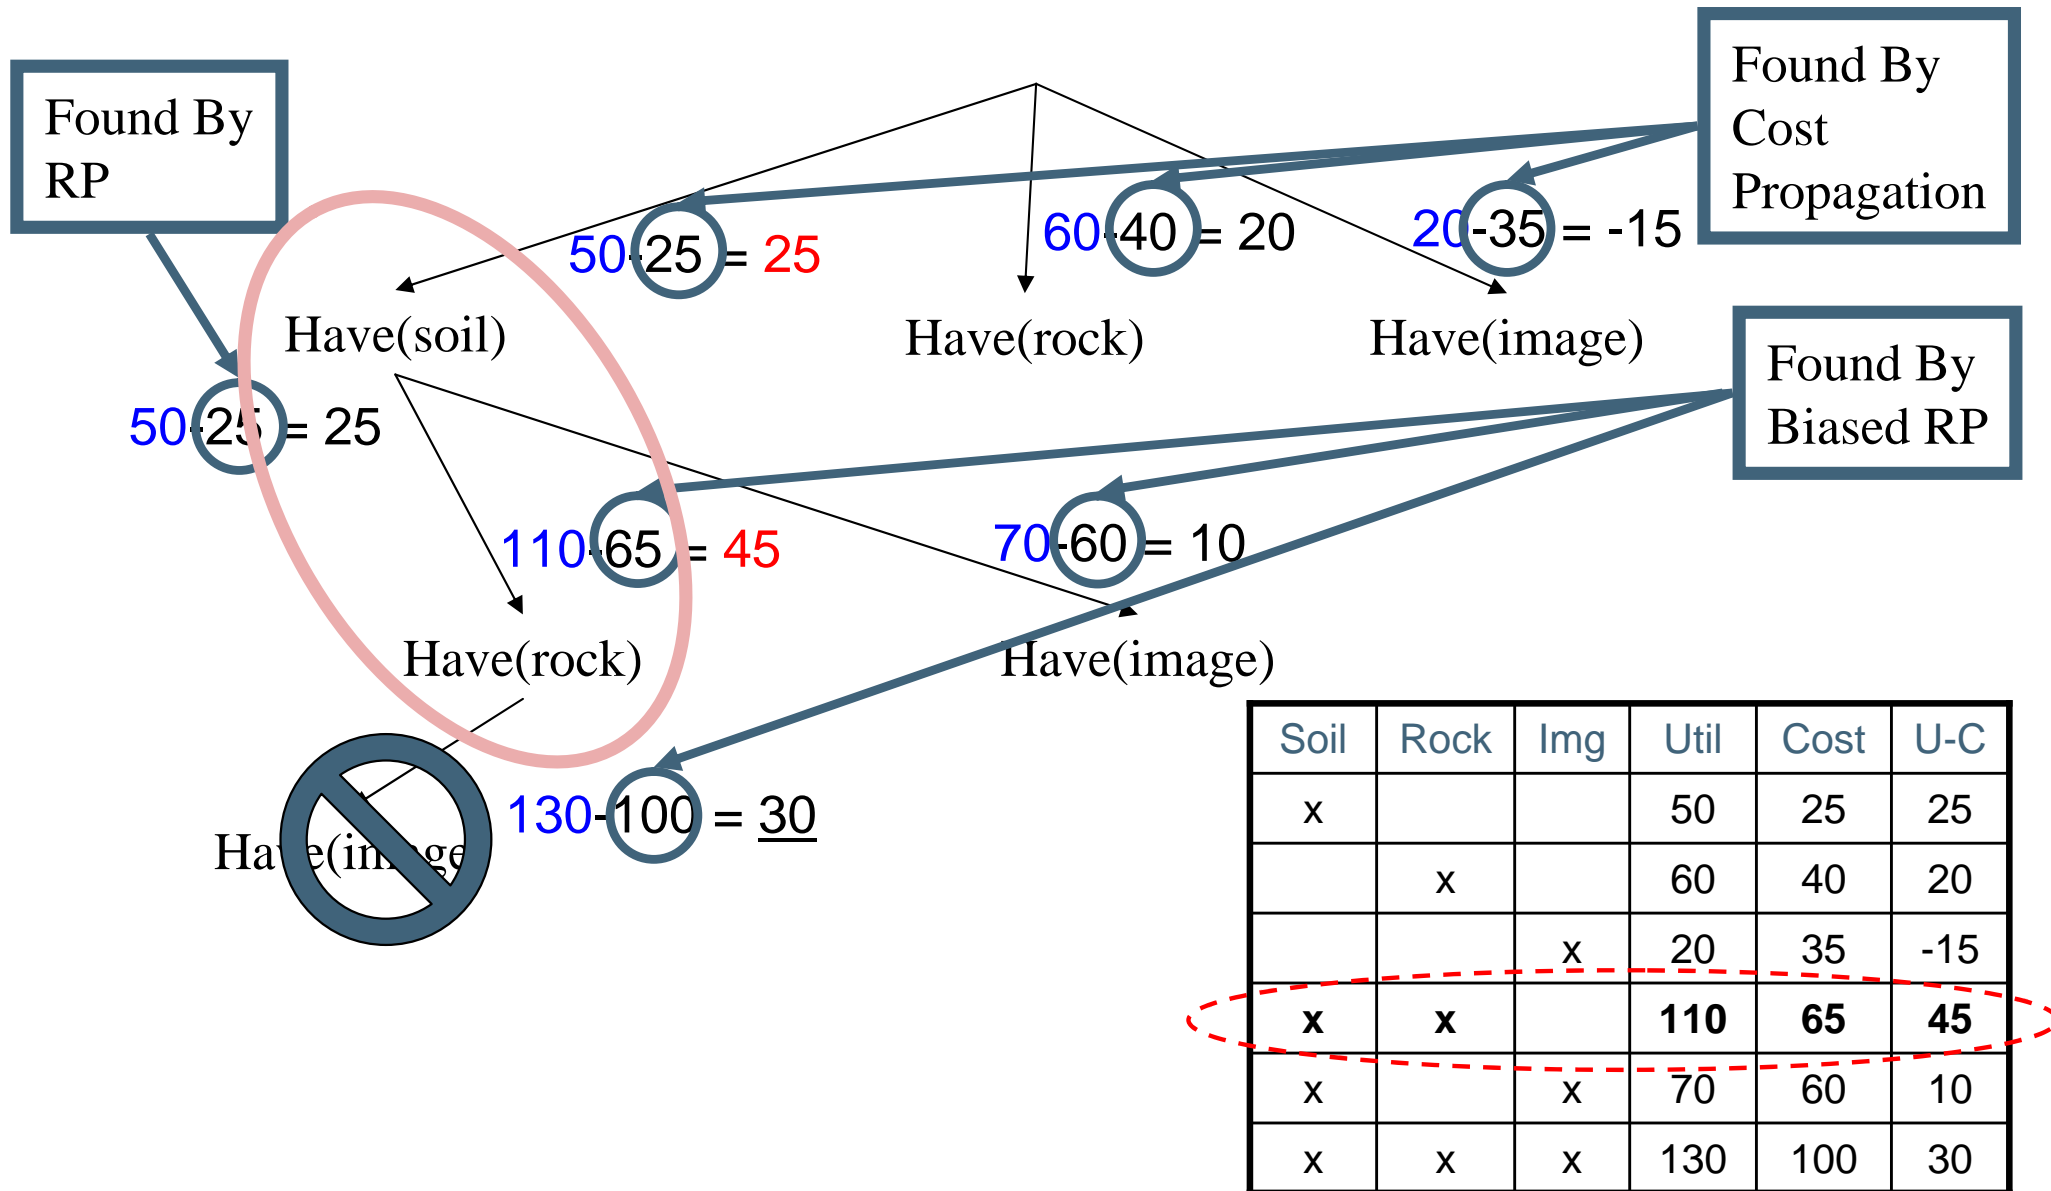 Found By
RP
Found By
Cost
Propagation
50-25 = 25
60-40 = 20
20-35 = -15
Have(soil)
Have(rock)
Have(image)
Found By
Biased RP
50-25 = 25
110-65 = 45
70-60 = 10
Have(rock)
Have(image)
130-100 = 30
Have(image
Soil Rock Img Util Cost U-C
x 50 25 25
x 60 40 20
x 20 35 -15
x x 110 65 45
x x 70 60 10
x x x 130 100 30